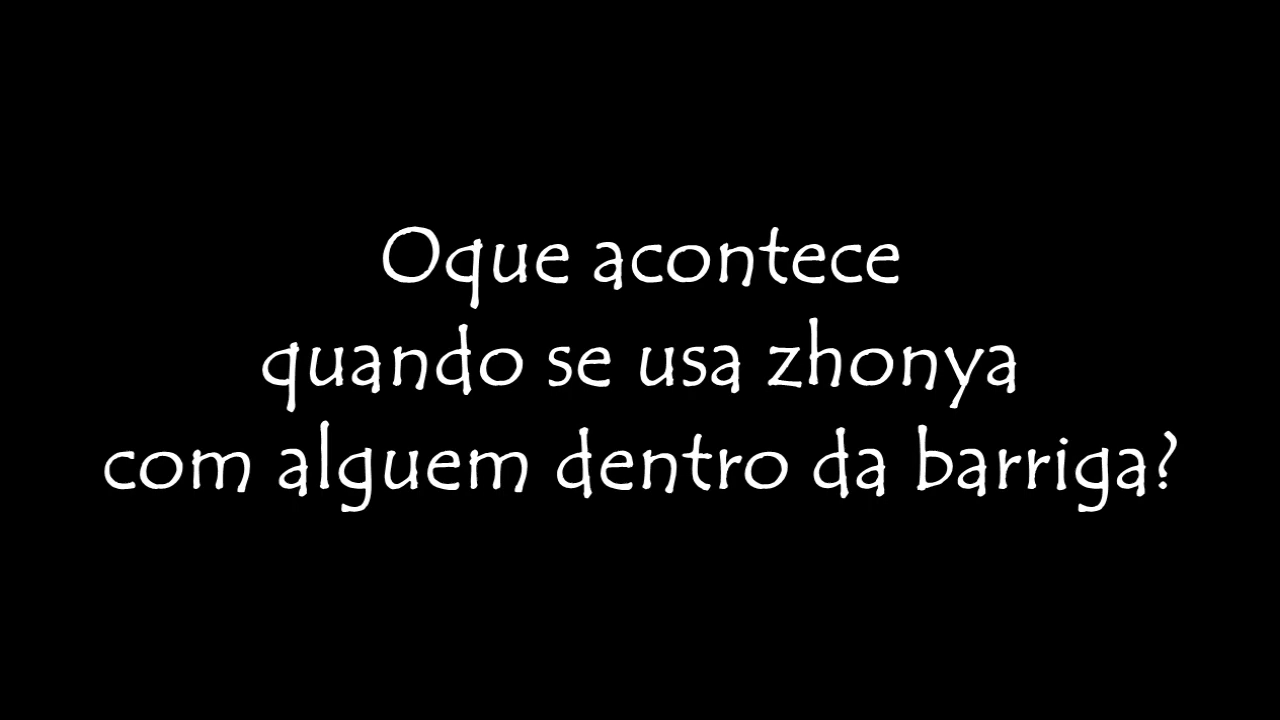 Oque acontece
quando se usa zhonya
com alguem dentro da barriga?